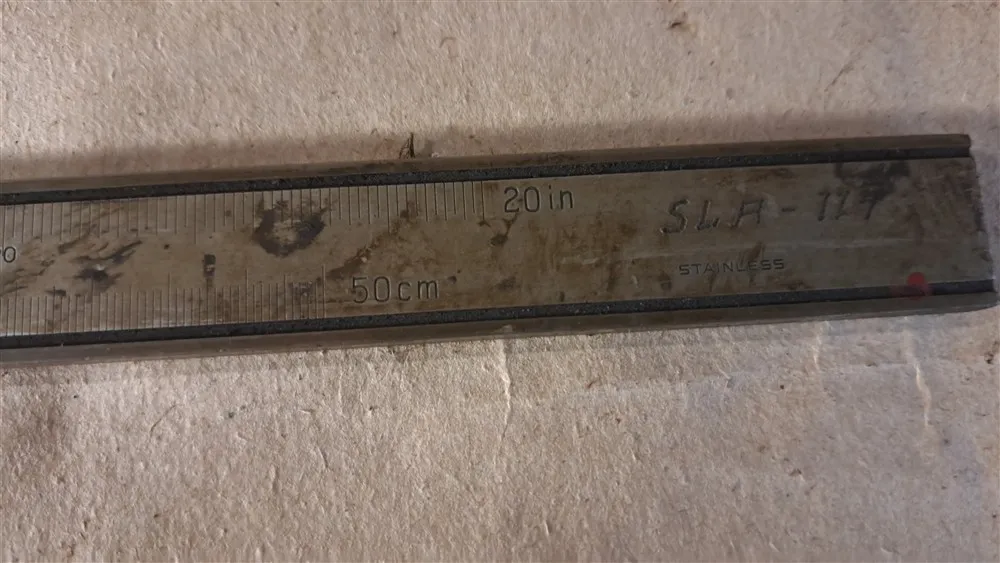 20in
SLA-117
STAINLESS
50cm